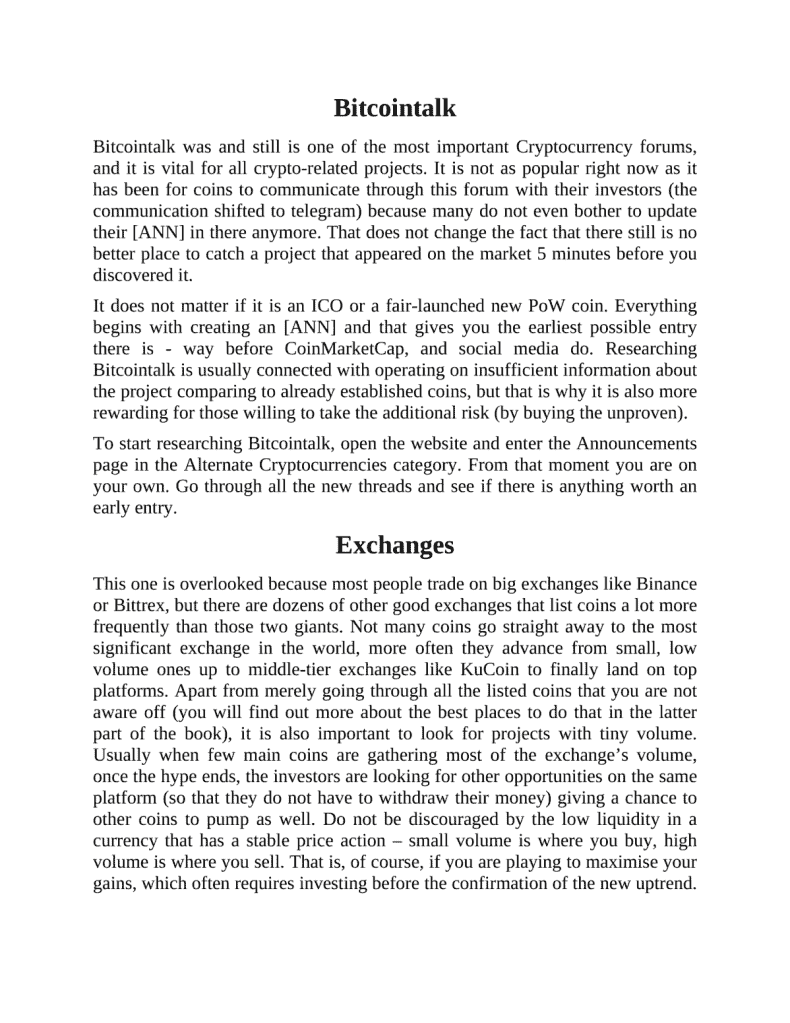 Bitcointalk
Bitcointalk was and still is one of the most important Cryptocurrency forums,
and it is vital for all crypto-related projects. It is not as popular right now as it
has been for coins to communicate through this forum with their investors (the
communication shifted to telegram) because many do not even bother to update
their [ANN] in there anymore. That does not change the fact that there still is no
better place to catch a project that appeared on the market 5 minutes before you
discovered it.
It does not matter if it is an ICO or a fair-launched new PoW coin. Everything
begins with creating an [ANN] and that gives you the earliest possible entry
there is - way before CoinMarketCap, and social media do. Researching
Bitcointalk is usually connected with operating on insufficient information about
the project comparing to already established coins, but that is why it is also more
rewarding for those willing to take the additional risk (by buying the unproven).
To start researching Bitcointalk, open the website and enter the Announcements
page in the Alternate Cryptocurrencies category. From that moment you are on
your own. Go through all the new threads and see if there is anything worth an
early entry.
Exchanges
This one is overlooked because most people trade on big exchanges like Binance
or Bittrex, but there are dozens of other good exchanges that list coins a lot more
frequently than those two giants. Not many coins go straight away to the most
significant exchange in the world, more often they advance from small, low
volume ones up to middle-tier exchanges like KuCoin to finally land on top
platforms. Apart from merely going through all the listed coins that you are not
aware off (you will find out more about the best places to do that in the latter
part of the book), it is also important to look for projects with tiny volume.
Usually when few main coins are gathering most of the exchange’s volume,
once the hype ends, the investors are looking for other opportunities on the same
platform (so that they do not have to withdraw their money) giving a chance to
other coins to pump as well. Do not be discouraged by the low liquidity in a
currency that has a stable price action – small volume is where you buy, high
volume is where you sell. That is, of course, if you are playing to maximise your
gains, which often requires investing before the confirmation of the new uptrend.